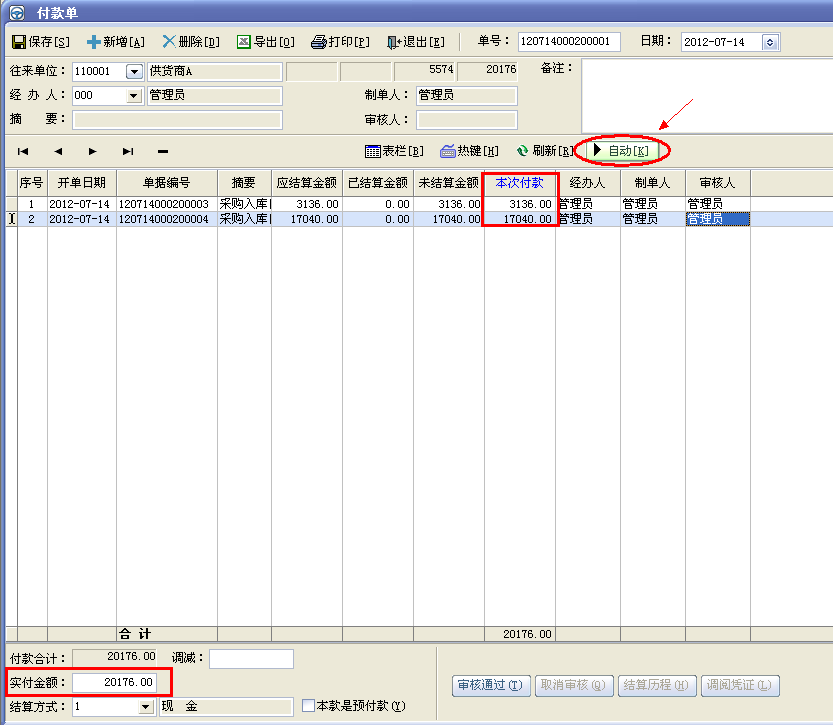 付款单
保存[S] 新增[A] 删除[D] 导出[O] 打印[P] 退出[E] 单号： 120714000200001 日期： 2012-07-14
往来单位： 110001 供货商A 5574 20176 备注：
经 办 人： 000 管理员 制单人： 管理员
摘 要： 审核人：
表栏[B] 热键[H] 刷新[R] 自动[K]
序号 开单日期 单据编号 摘要 应结算金额 已结算金额 未结算金额 本次付款 经办人 制单人 审核人
1 2012-07-14 120714000200003 采购入库 3136.00 0.00 3136.00 3136.00 管理员 管理员 管理员
2 2012-07-14 120714000200004 采购入库 17040.00 0.00 17040.00 17040.00 管理员 管理员 管理员
合 计 20176.00
付款合计： 20176.00 调减：
实付金额： 20176.00
结算方式： 1 现 金 本款是预付款(Y)
审核通过(T) 取消审核(Q) 结算历程(H) 调阅凭证(L)